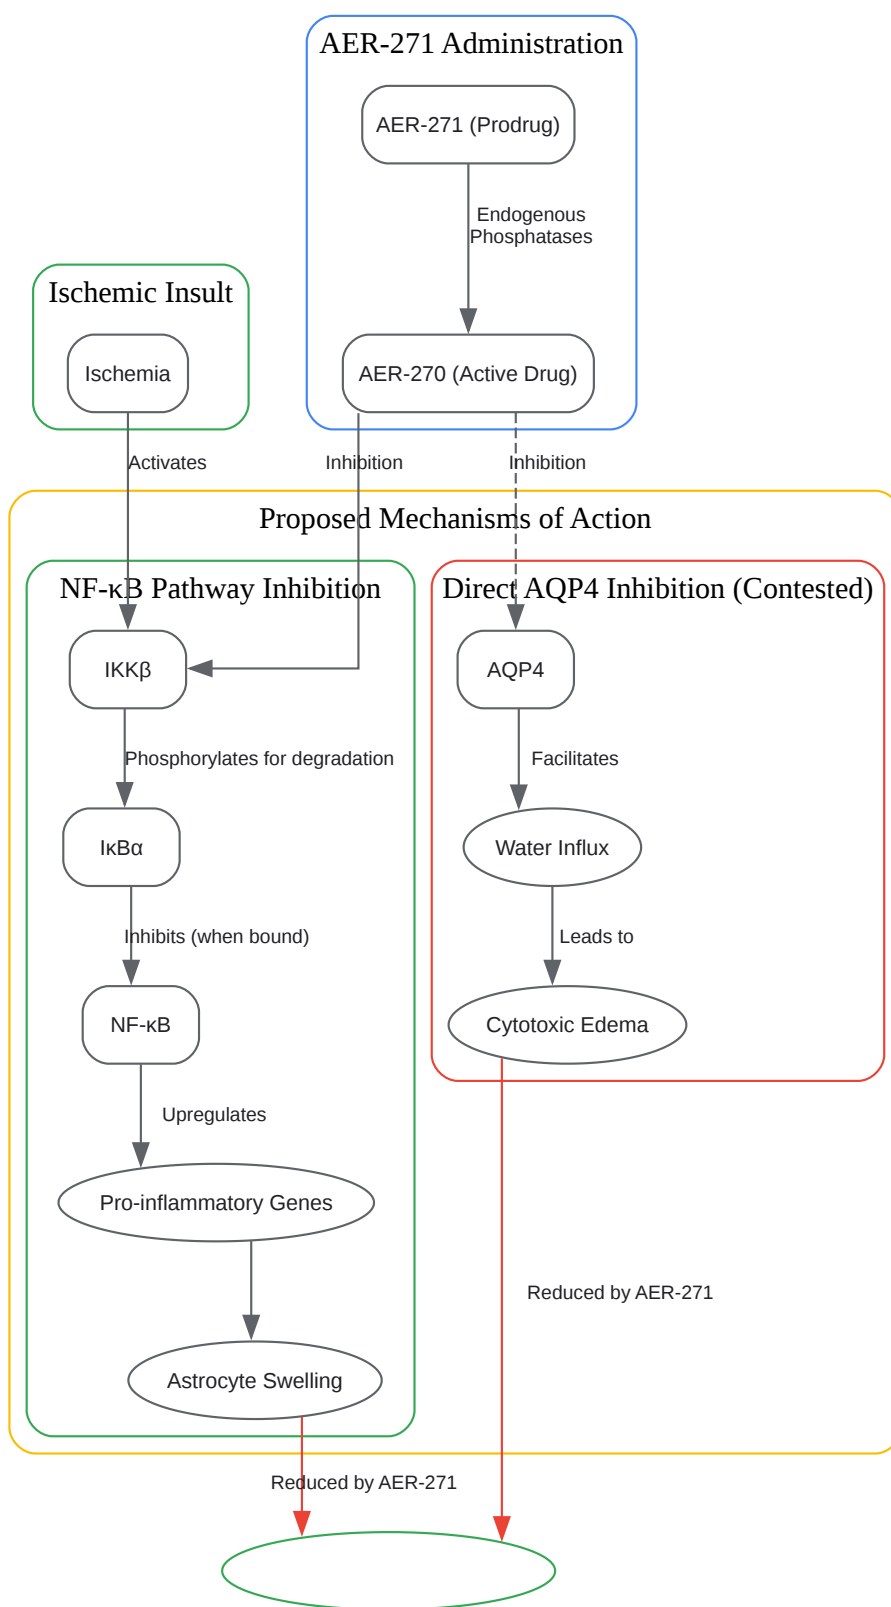 AER-271 Administration
AER-271 (Prodrug)
Endogenous
Phosphatases
Ischemic Insult
Ischemia
AER-270 (Active Drug)
Activates
Inhibition
Inhibition
Proposed Mechanisms of Action
NF-κB Pathway Inhibition
Direct AQP4 Inhibition (Contested)
IKKβ
AQP4
Phosphorylates for degradation
Facilitates
IκBα
Water Influx
Inhibits (when bound)
Leads to
NF-κB
Cytotoxic Edema
Upregulates
Pro-inflammatory Genes
Reduced by AER-271
Astrocyte Swelling
Reduced by AER-271